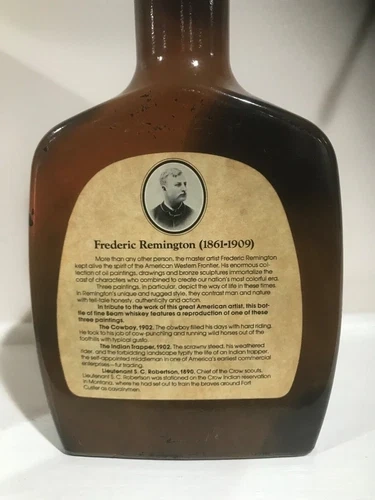 Frederic Remington (1861-1909)
More than any other person, the master artist Frederic Remington
kept alive the spirit of the American Western Frontier. His enormous col-
lection of oil paintings, drawings and bronze sculptures immortalize the
cast of characters who combined to create our nation's most colorful era.
Three paintings, in particular, depict the way of life in these times.
In Remington's unique and rugged style, they contrast man and nature
with tell-tale honesty, authenticity and action.
In tribute to the work of this great American artist, this bot-
tle of fine Beam whiskey features a reproduction of one of these
three paintings.
The Cowboy, 1902. The cowboy filled his days with hard riding.
He took to his job of cow punching and running wild horses out of the
foothills with typical gusto.
The Indian Trapper, 1902. The scrawny steed, his weathered
rider, and the forbidding landscape typify the life of an Indian trapper,
the self-appointed middleman in one of America's earliest commercial
enterprises—fur trading.
Lieutenant S. C. Robertson, 1890. Chief of the Crow scouts.
Lieutenant S. C. Robertson was stationed on the Crow Indian reservation
in Montana, where he had set out to train the braves around Fort
Custer as cavalrymen.